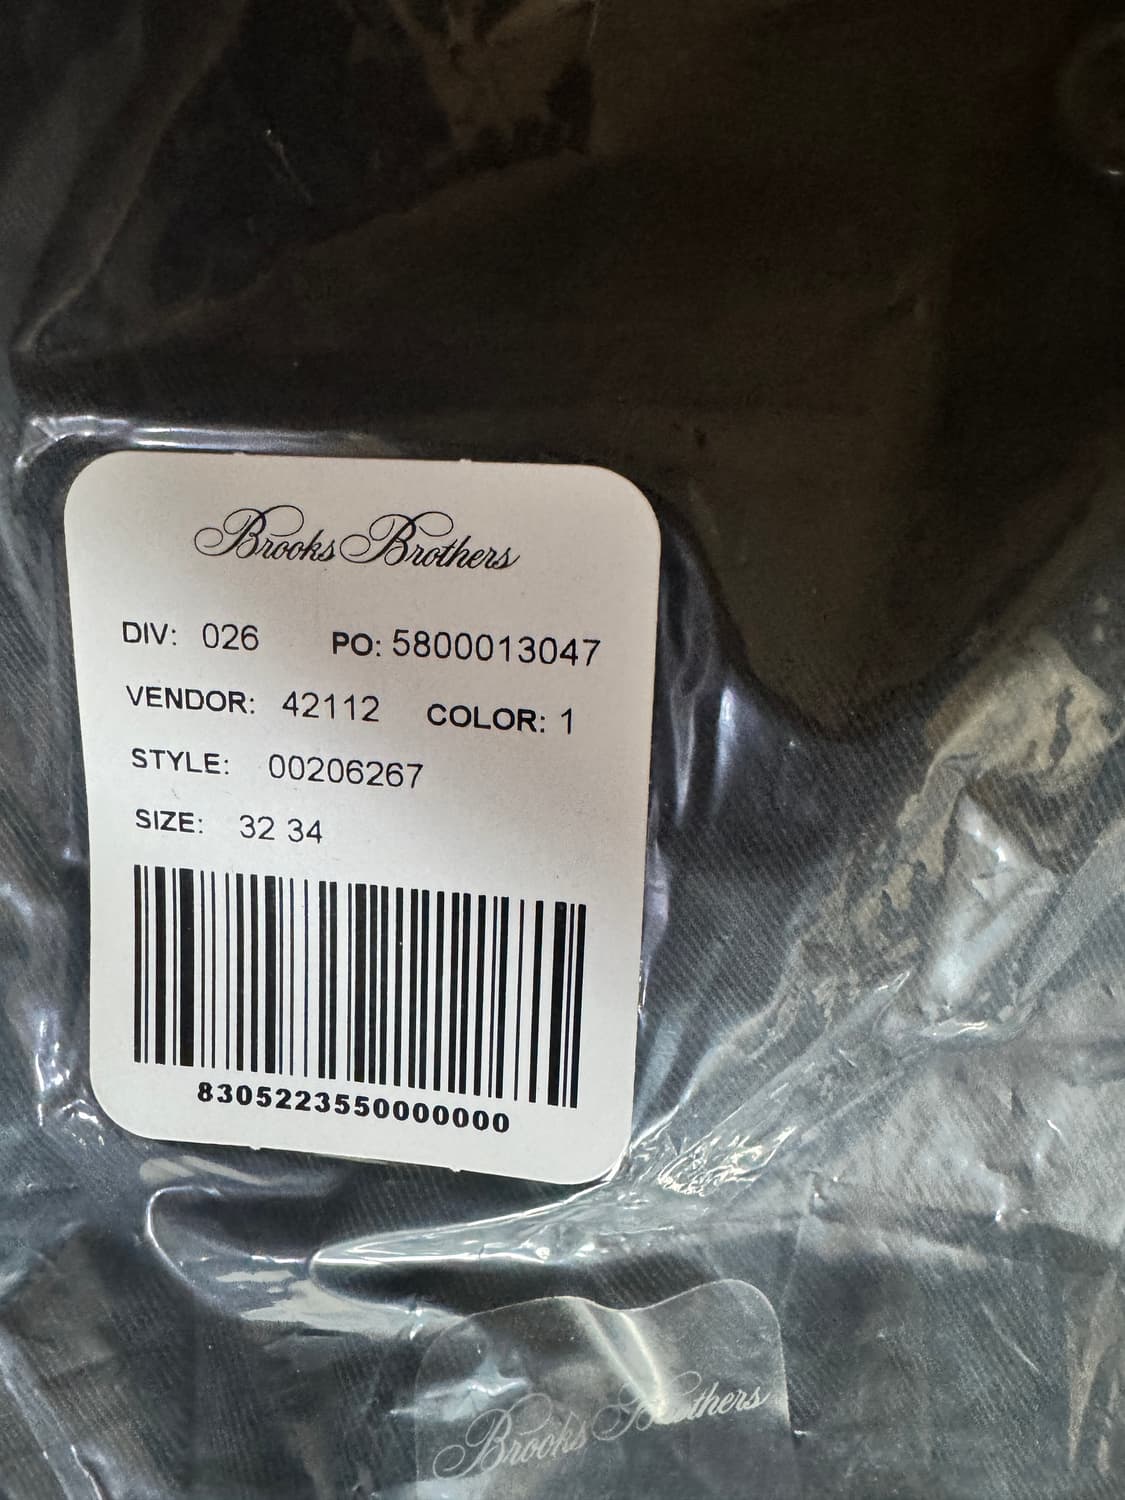 Brooks Brothers
DIV: 026 PO: 5800013047
VENDOR: 42112 COLOR: 1
STYLE: 00206267
SIZE: 32 34
8305223550000000
Brooks Brothers